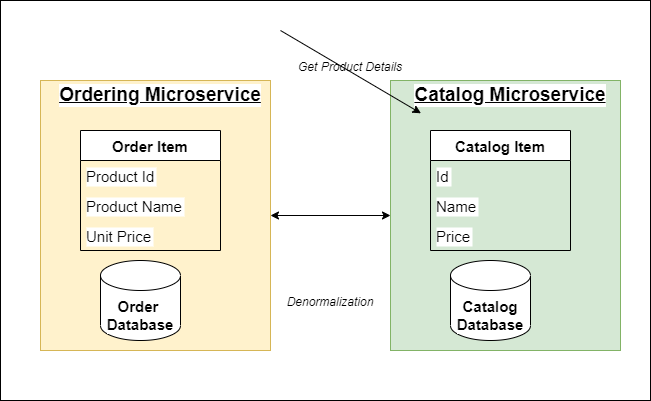 Get Product Details
Ordering Microservice
Order Item
Product Id
Product Name
Unit Price
Order
Database
Denormalization
Catalog Microservice
Catalog Item
Id
Name
Price
Catalog
Database